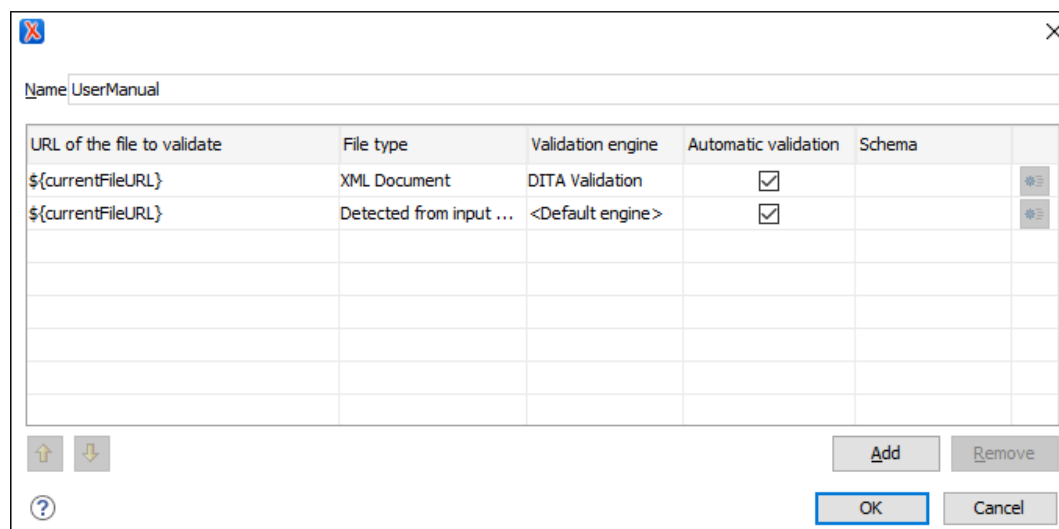 Name UserManual
URL of the file to validate File type Validation engine Automatic validation Schema
${currentFileURL} XML Document DITA Validation
${currentFileURL} Detected from input ... <Default engine>
Add Remove
? OK Cancel